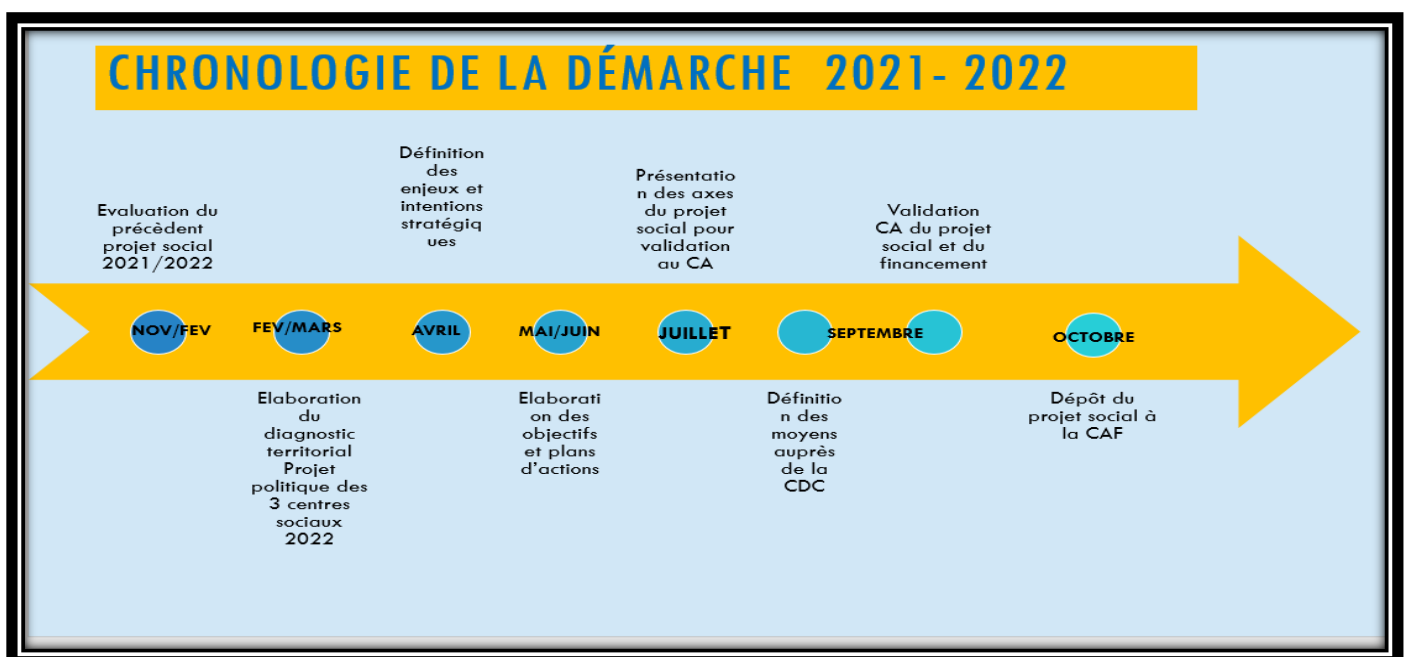 CHRONOLOGIE DE LA DÉMARCHE 2021- 2022
Evaluation du
précèdent
projet social
2021/2022
Définition
des
enjeux et
intentions
stratégiq
ues
Présentatio
n des axes
du projet
social pour
validation
au CA
Validation
CA du projet
social et du
financement
NOV/FEV
FEV/MARS
AVRIL
MAI/JUIN
JUILLET
SEPTEMBRE
OCTOBRE
Elaboration
du
diagnostic
territorial
Projet
politique des
3 centres
sociaux
2022
Elaborati
on des
objectifs
et plans
d'actions
Définitio
n des
moyens
auprès
de la
CDC
Dépôt du
projet social à
la CAF